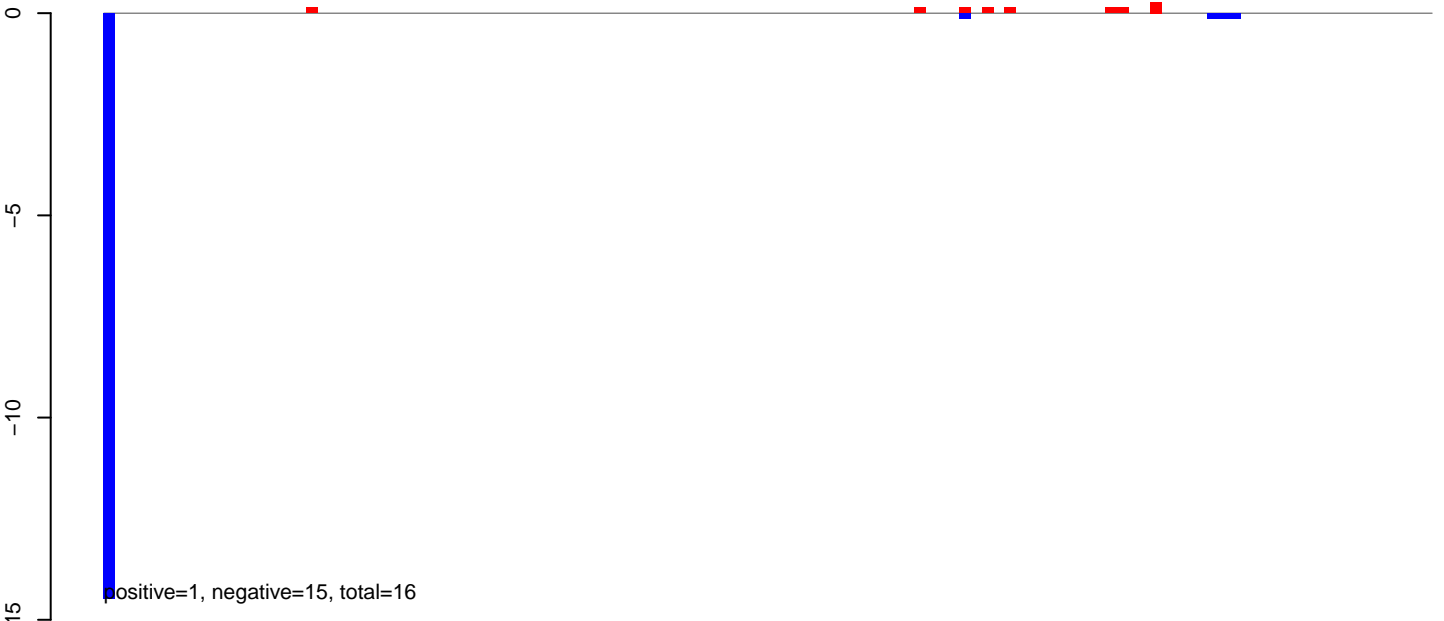 0
−5
−10
15
positive=1, negative=15, total=16